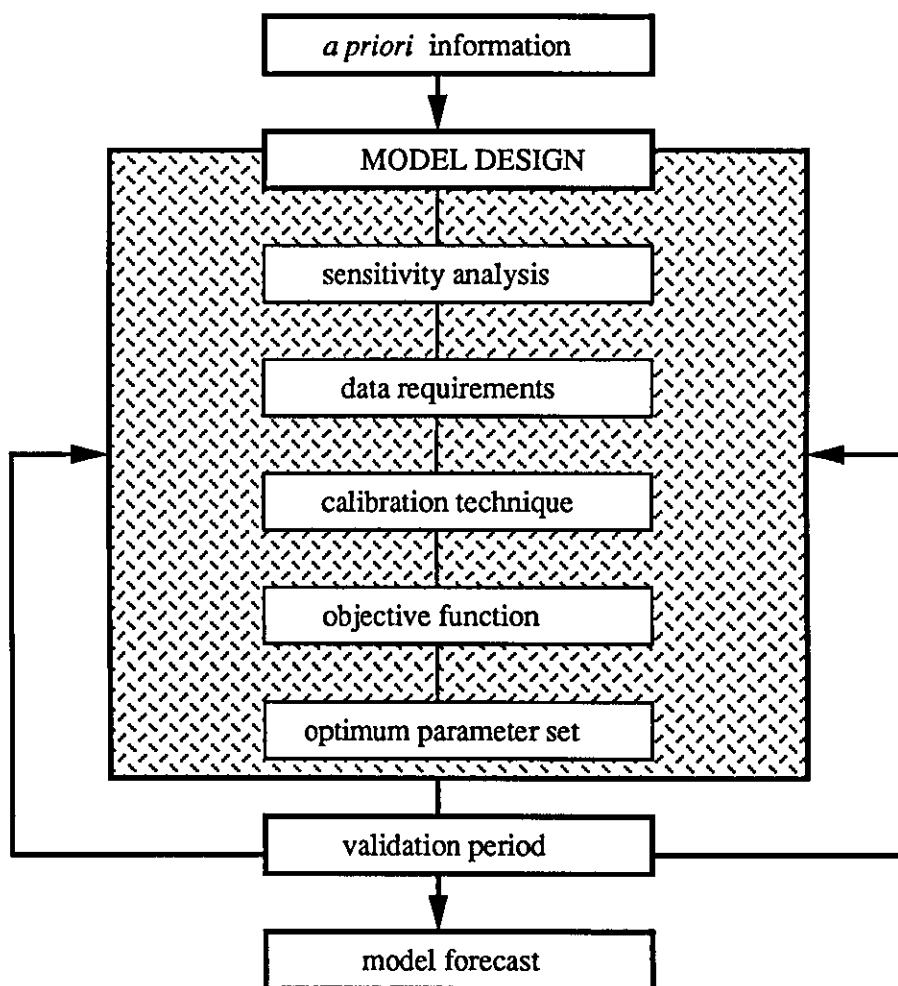 a priori information
MODEL DESIGN
sensitivity analysis
data requirements
calibration technique
objective function
optimum parameter set
validation period
model forecast